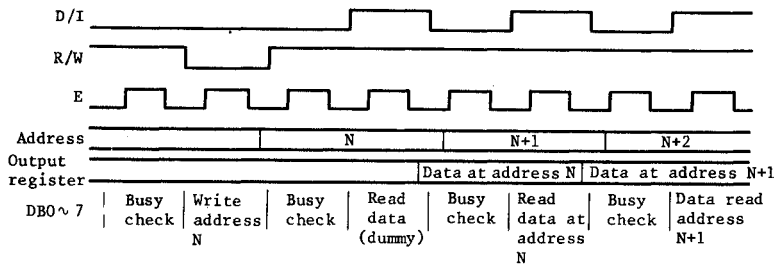 D/I
R/W
E
Address N N+1 N+2
Output
register Data at address N Data at address N+1
DB0~7 Busy Write Busy Read Busy Read Busy Data read
check address check data check data at check address
N (dummy) address N+1
N